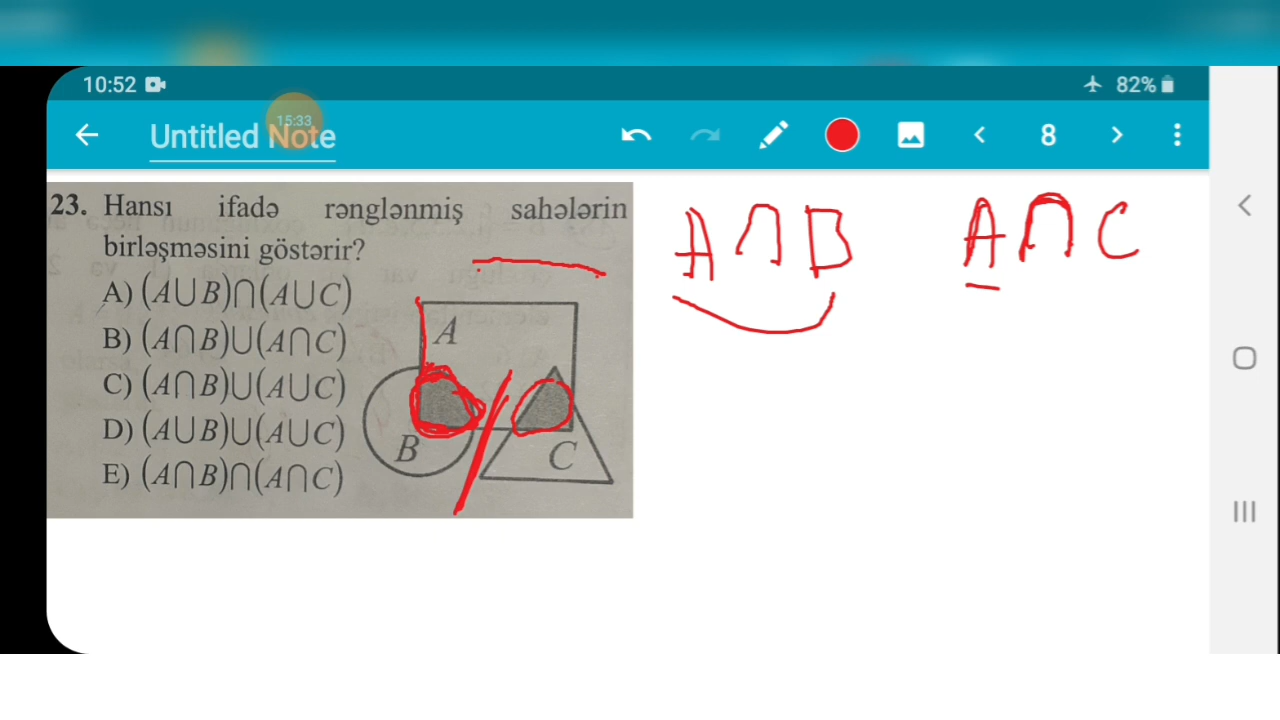 10:52 82%
Untitled Note 15:33 8
23. Hansı ifadə rənglənmiş sahələrin
birləşməsini göstərir?
A) (A∪B)∩(A∪C)
B) (A∩B)∪(A∩C)
C) (A∩B)∪(A∪C)
D) (A∪B)∪(A∪C)
E) (A∩B)∩(A∩C)
A
B
C
A∩B A∩C